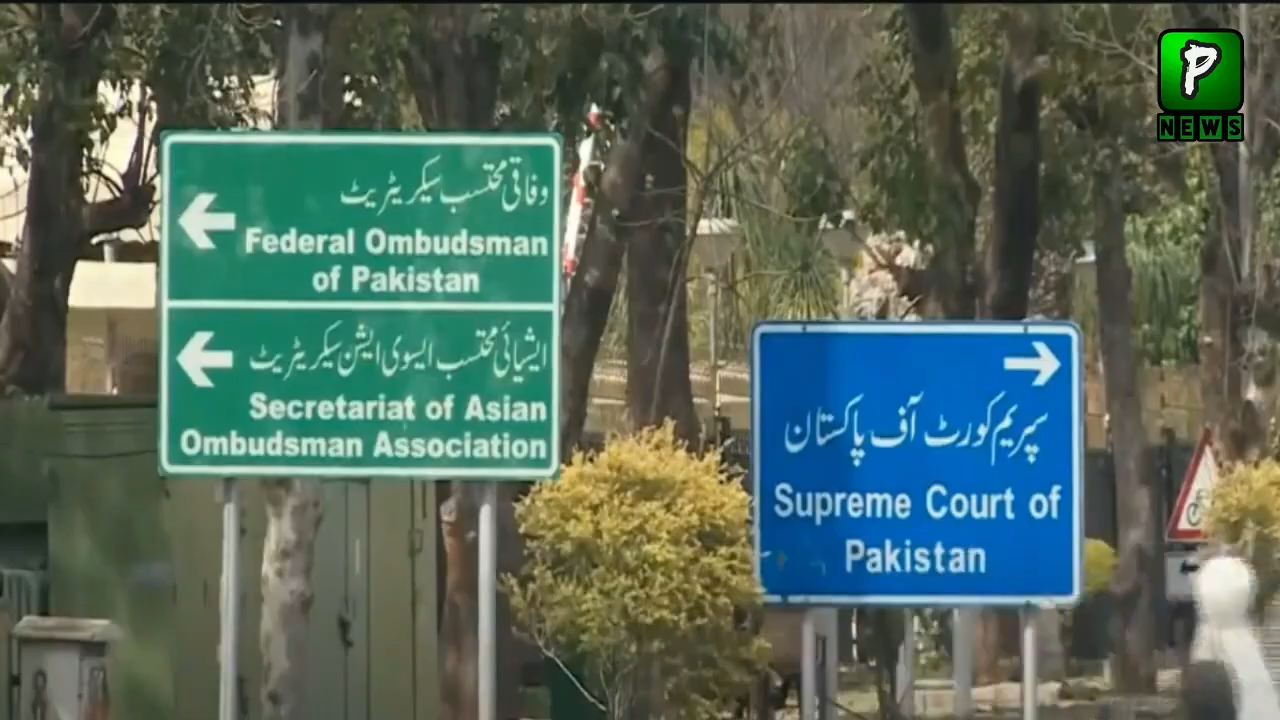 وفاقی محتسب سیکریٹریٹ
Federal Ombudsman
of Pakistan
ایشیائی محتسب ایسوی ایشن سیکریٹریٹ
Secretariat of Asian
Ombudsman Association
سپریم کورٹ آف پاکستان
Supreme Court of
Pakistan
P
NEWS